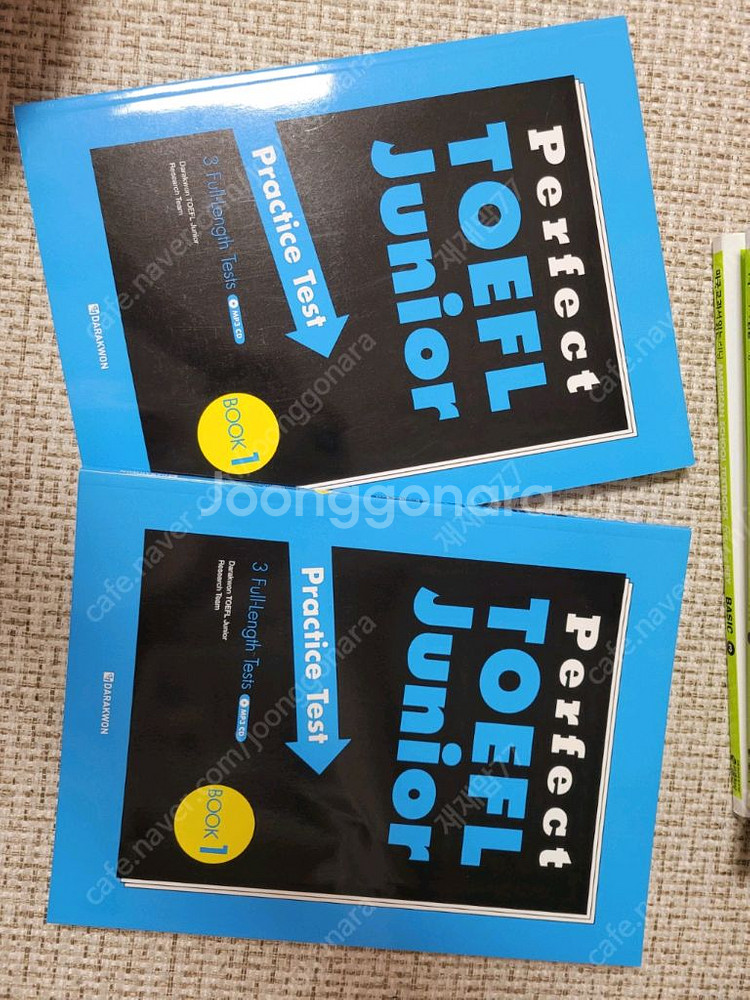 Perfect
TOEFL
Junior
Practice Test
3 Full-Length Tests MP3 CD
Darakwon TOEFL Junior
Research Team
BOOK 1
DARAKWON
Perfect
TOEFL
Junior
Practice Test
3 Full-Length Tests MP3 CD
Darakwon TOEFL Junior
Research Team
BOOK 1
DARAKWON
Joonggonara
cafe.naver.com/joonggonara
BASIC